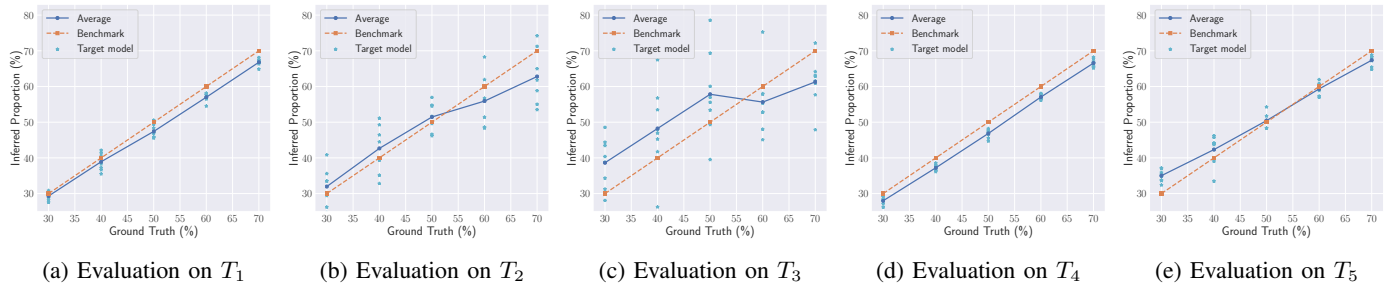 Average
Benchmark
Target model
Inferred Proportion (%)
80
70
60
50
40
30
30 35 40 45 50 55 60 65 70
Ground Truth (%)
(a) Evaluation on T₁
Average
Benchmark
Target model
Inferred Proportion (%)
80
70
60
50
40
30
30 35 40 45 50 55 60 65 70
Ground Truth (%)
(b) Evaluation on T₂
Average
Benchmark
Target model
Inferred Proportion (%)
80
70
60
50
40
30
30 35 40 45 50 55 60 65 70
Ground Truth (%)
(c) Evaluation on T₃
Average
Benchmark
Target model
Inferred Proportion (%)
80
70
60
50
40
30
30 35 40 45 50 55 60 65 70
Ground Truth (%)
(d) Evaluation on T₄
Average
Benchmark
Target model
Inferred Proportion (%)
80
70
60
50
40
30
30 35 40 45 50 55 60 65 70
Ground Truth (%)
(e) Evaluation on T₅